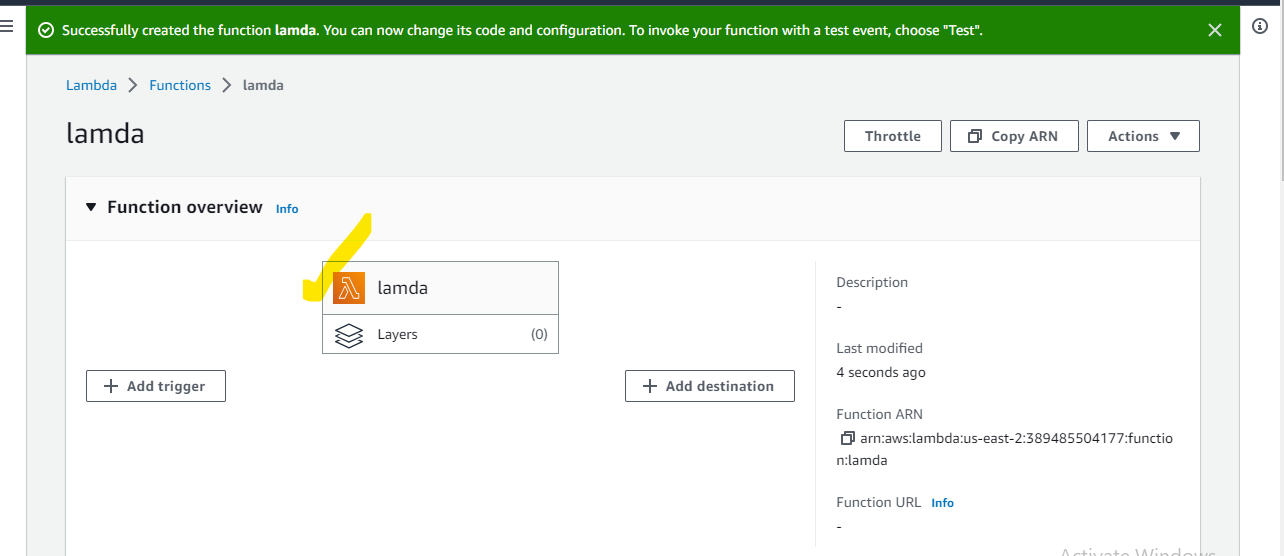 Successfully created the function lamda. You can now change its code and configuration. To invoke your function with a test event, choose "Test".
Lambda > Functions > lamda
lamda
Throttle
Copy ARN
Actions
Function overview Info
lamda
Layers (0)
Add trigger
Add destination
Description
-
Last modified
4 seconds ago
Function ARN
arn:aws:lambda:us-east-2:389485504177:functio
n:lamda
Function URL Info
-
Activate Windows